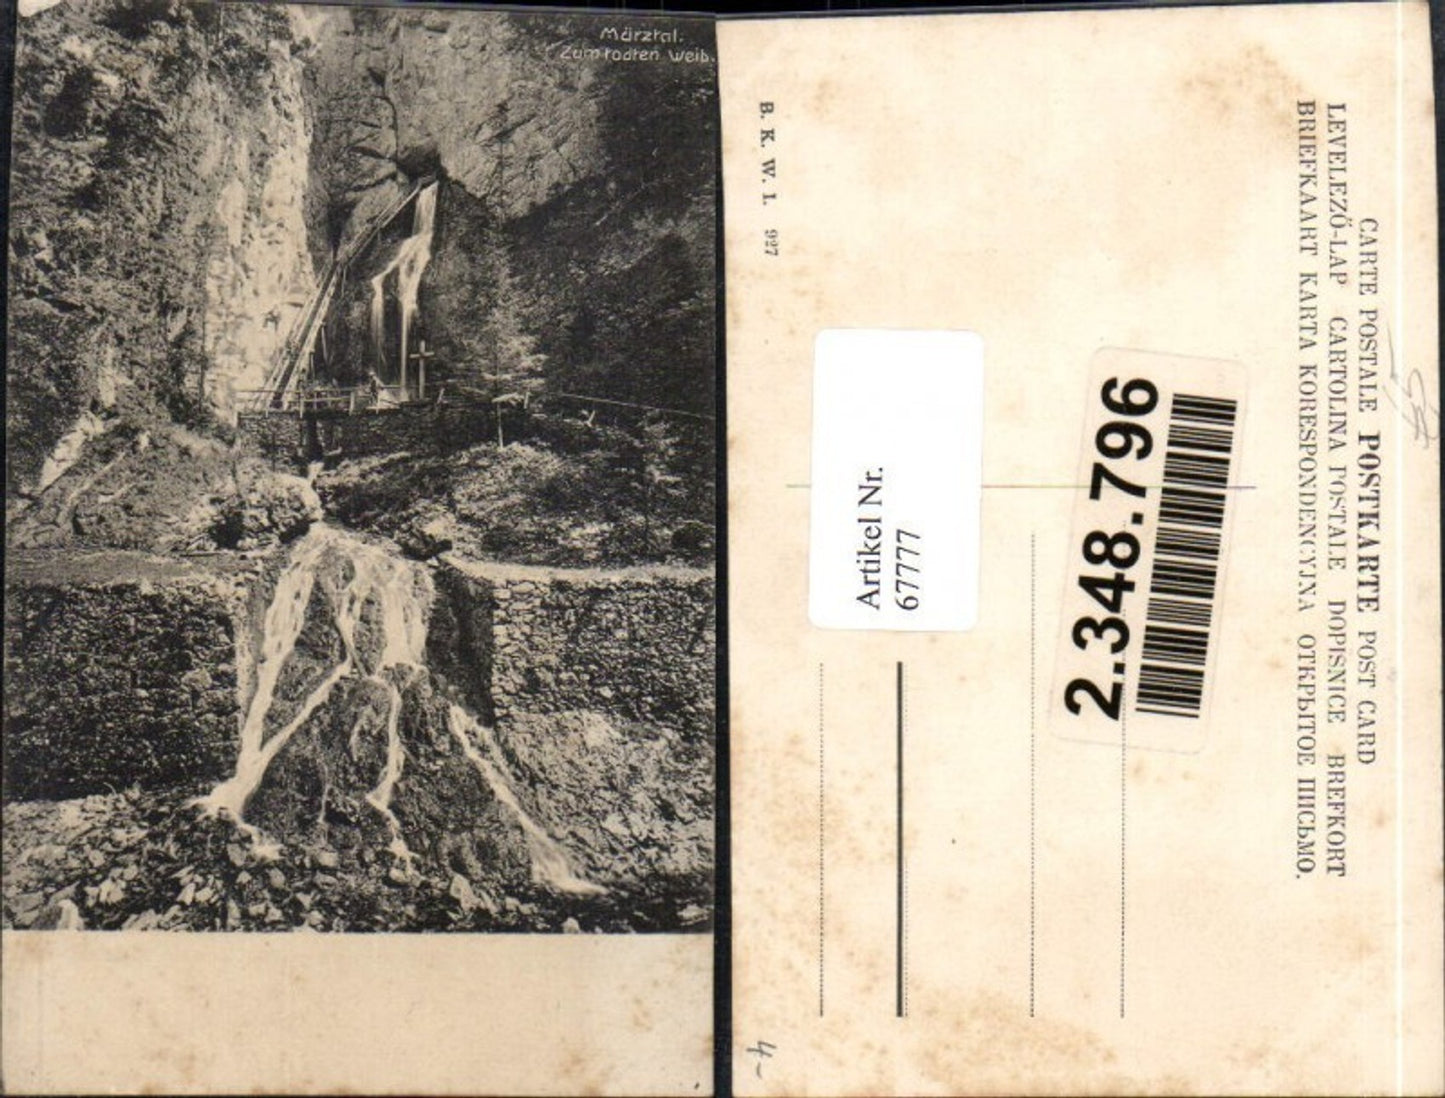 Märztal.
Zum todten Weib.
CARTE POSTALE POSTKARTE POST CARD
LEVELEZŐ-LAP CARTOLINA POSTALE DOPISNICE BREFKORT
BRIEFKAART KARTA KORESPONDENCYJNA ОТКРЫТОЕ ПИСЬМО.
2.348.796
Artikel Nr.
67777
B. K. W. I. 927
4-